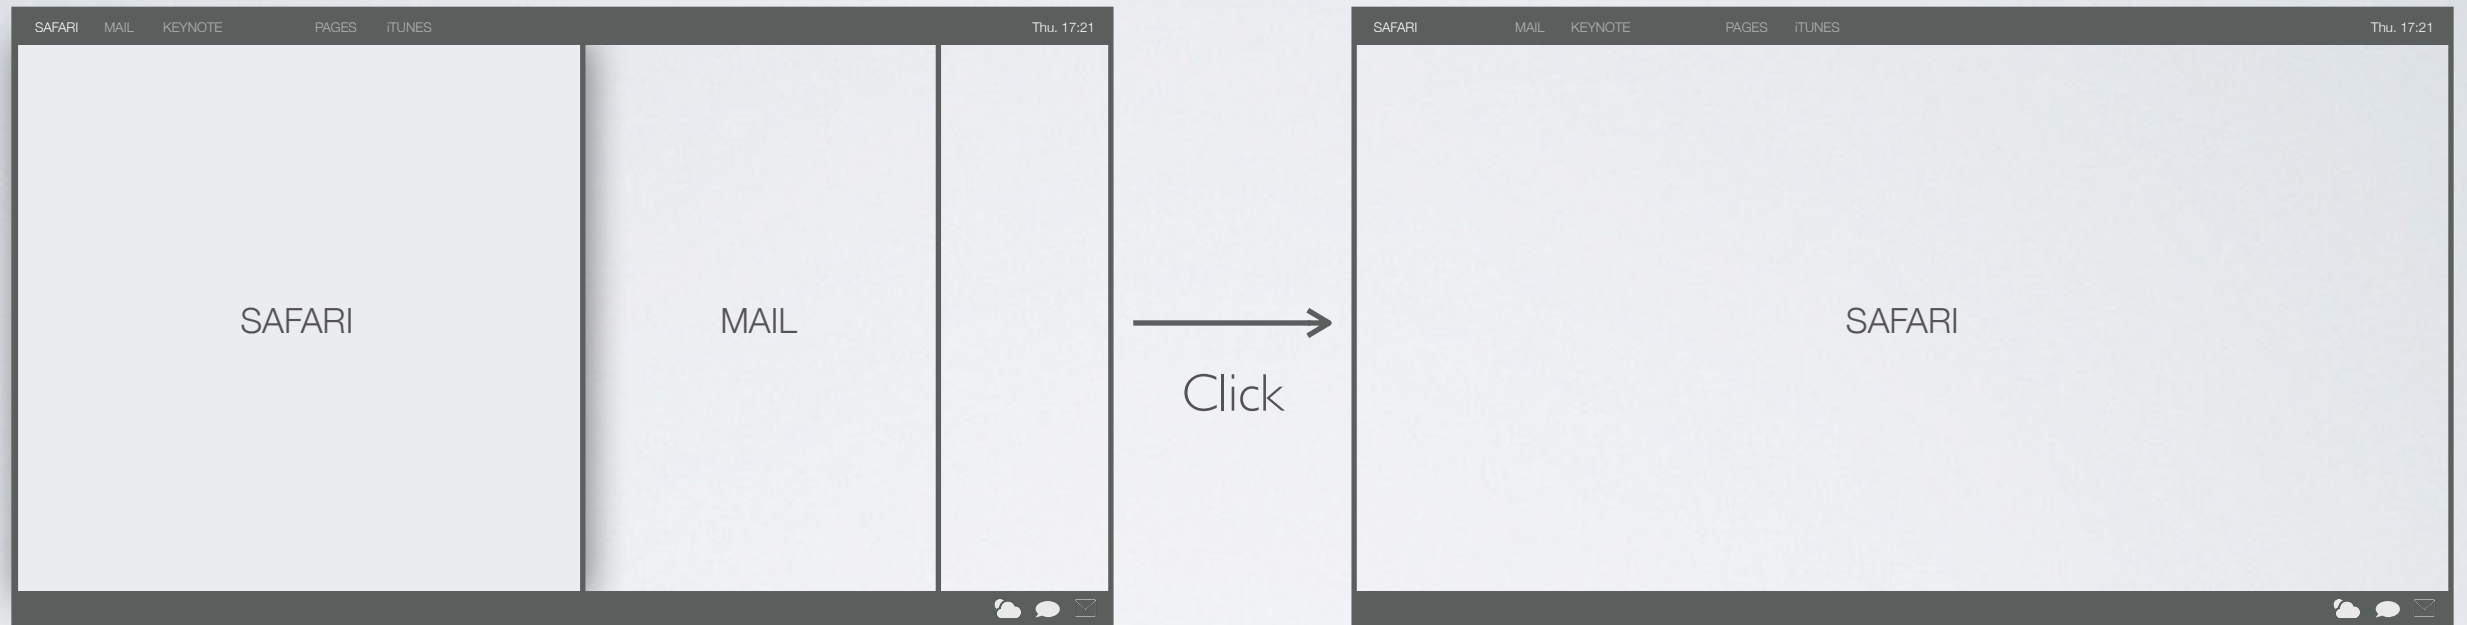 SAFARI MAIL KEYNOTE PAGES iTUNES Thu. 17:21
SAFARI
MAIL
Click
SAFARI MAIL KEYNOTE PAGES iTUNES Thu. 17:21
SAFARI